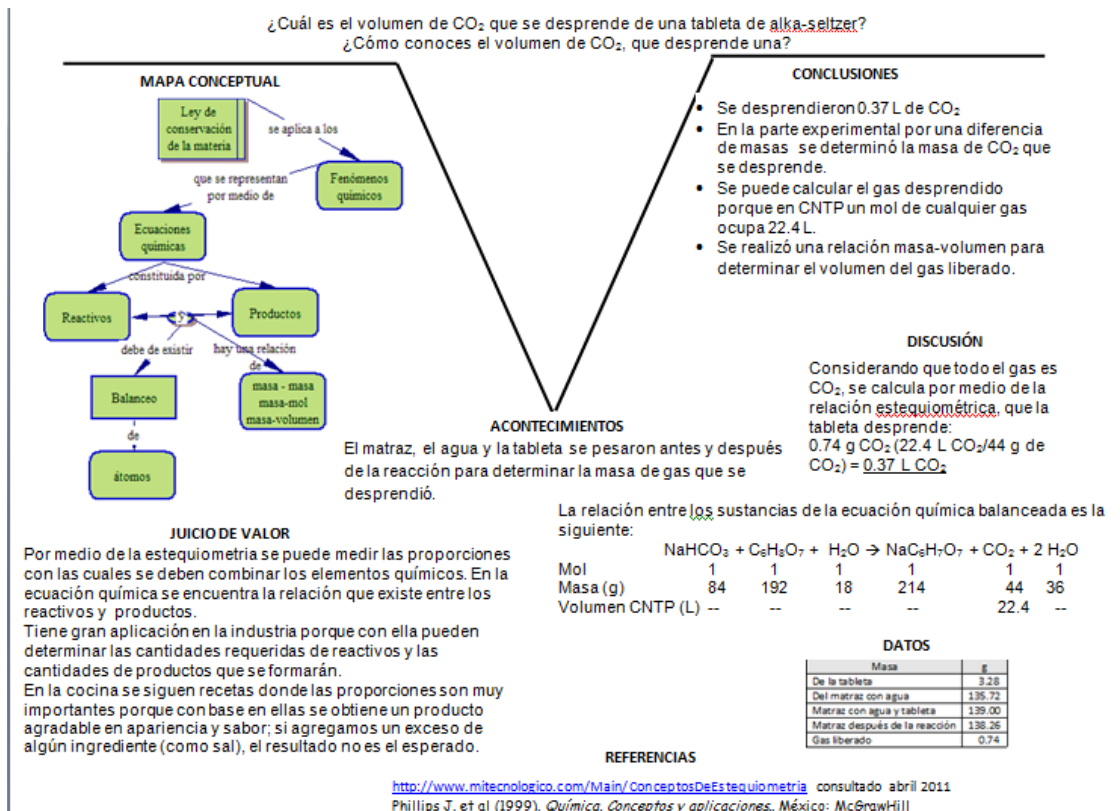 ¿Cuál es el volumen de CO₂ que se desprende de una tableta de alka-seltzer?
¿Cómo conoces el volumen de CO₂, que desprende una?
MAPA CONCEPTUAL
Ley de
conservación
de la materia
se aplica a los
Fenómenos
químicos
que se representan
por medio de
Ecuaciones
químicas
constituida por
Reactivos
y
Productos
debe de existir
hay una relación
de
Balanceo
masa - masa
masa-mol
masa-volumen
de
átomos
CONCLUSIONES
• Se desprendieron 0.37 L de CO₂
• En la parte experimental por una diferencia
de masas se determinó la masa de CO₂ que
se desprende.
• Se puede calcular el gas desprendido
porque en CNTP un mol de cualquier gas
ocupa 22.4 L.
• Se realizó una relación masa-volumen para
determinar el volumen del gas liberado.
DISCUSIÓN
Considerando que todo el gas es
CO₂, se calcula por medio de la
relación estequiométrica, que la
tableta desprende:
0.74 g CO₂ (22.4 L CO₂/44 g de
CO₂) = 0.37 L CO₂
ACONTECIMIENTOS
El matraz, el agua y la tableta se pesaron antes y después
de la reacción para determinar la masa de gas que se
desprendió.
La relación entre los sustancias de la ecuación química balanceada es la
siguiente:
NaHCO₃ + C₆H₈O₇ + H₂O → NaC₆H₇O₇ + CO₂ + 2 H₂O
Mol 1 1 1 1 1 1
Masa (g) 84 192 18 214 44 36
Volumen CNTP (L) -- -- -- -- 22.4 --
JUICIO DE VALOR
Por medio de la estequiometria se puede medir las proporciones
con las cuales se deben combinar los elementos químicos. En la
ecuación química se encuentra la relación que existe entre los
reactivos y productos.
Tiene gran aplicación en la industria porque con ella pueden
determinar las cantidades requeridas de reactivos y las
cantidades de productos que se formarán.
En la cocina se siguen recetas donde las proporciones son muy
importantes porque con base en ellas se obtiene un producto
agradable en apariencia y sabor; si agregamos un exceso de
algún ingrediente (como sal), el resultado no es el esperado.
DATOS
Masa g
De la tableta 3.28
Del matraz con agua 135.72
Matraz con agua y tableta 139.00
Matraz después de la reacción 138.26
Gas liberado 0.74
REFERENCIAS
http://www.mitecnologico.com/Main/ConceptosDeEstequiometria consultado abril 2011
Phillips J. et al (1999). Química. Conceptos y aplicaciones. México: McGrawHill